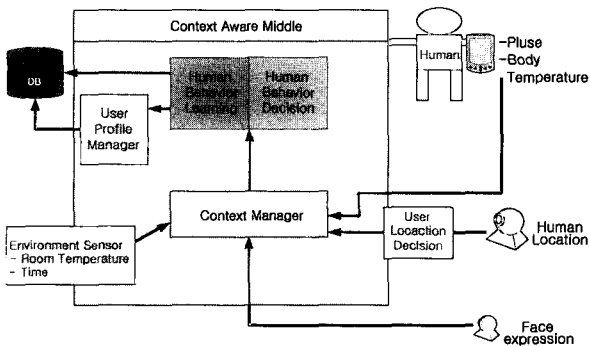 Context Aware Middle
Human
-Pluse
-Body
Temperature
DB
Human
Behavior
Learning
Human
Behavior
Decision
User
Profile
Manager
Context Manager
User
Locaction
Decision
Human
Location
Environment Sensor
- Room Temperature
- Time
Face
expression